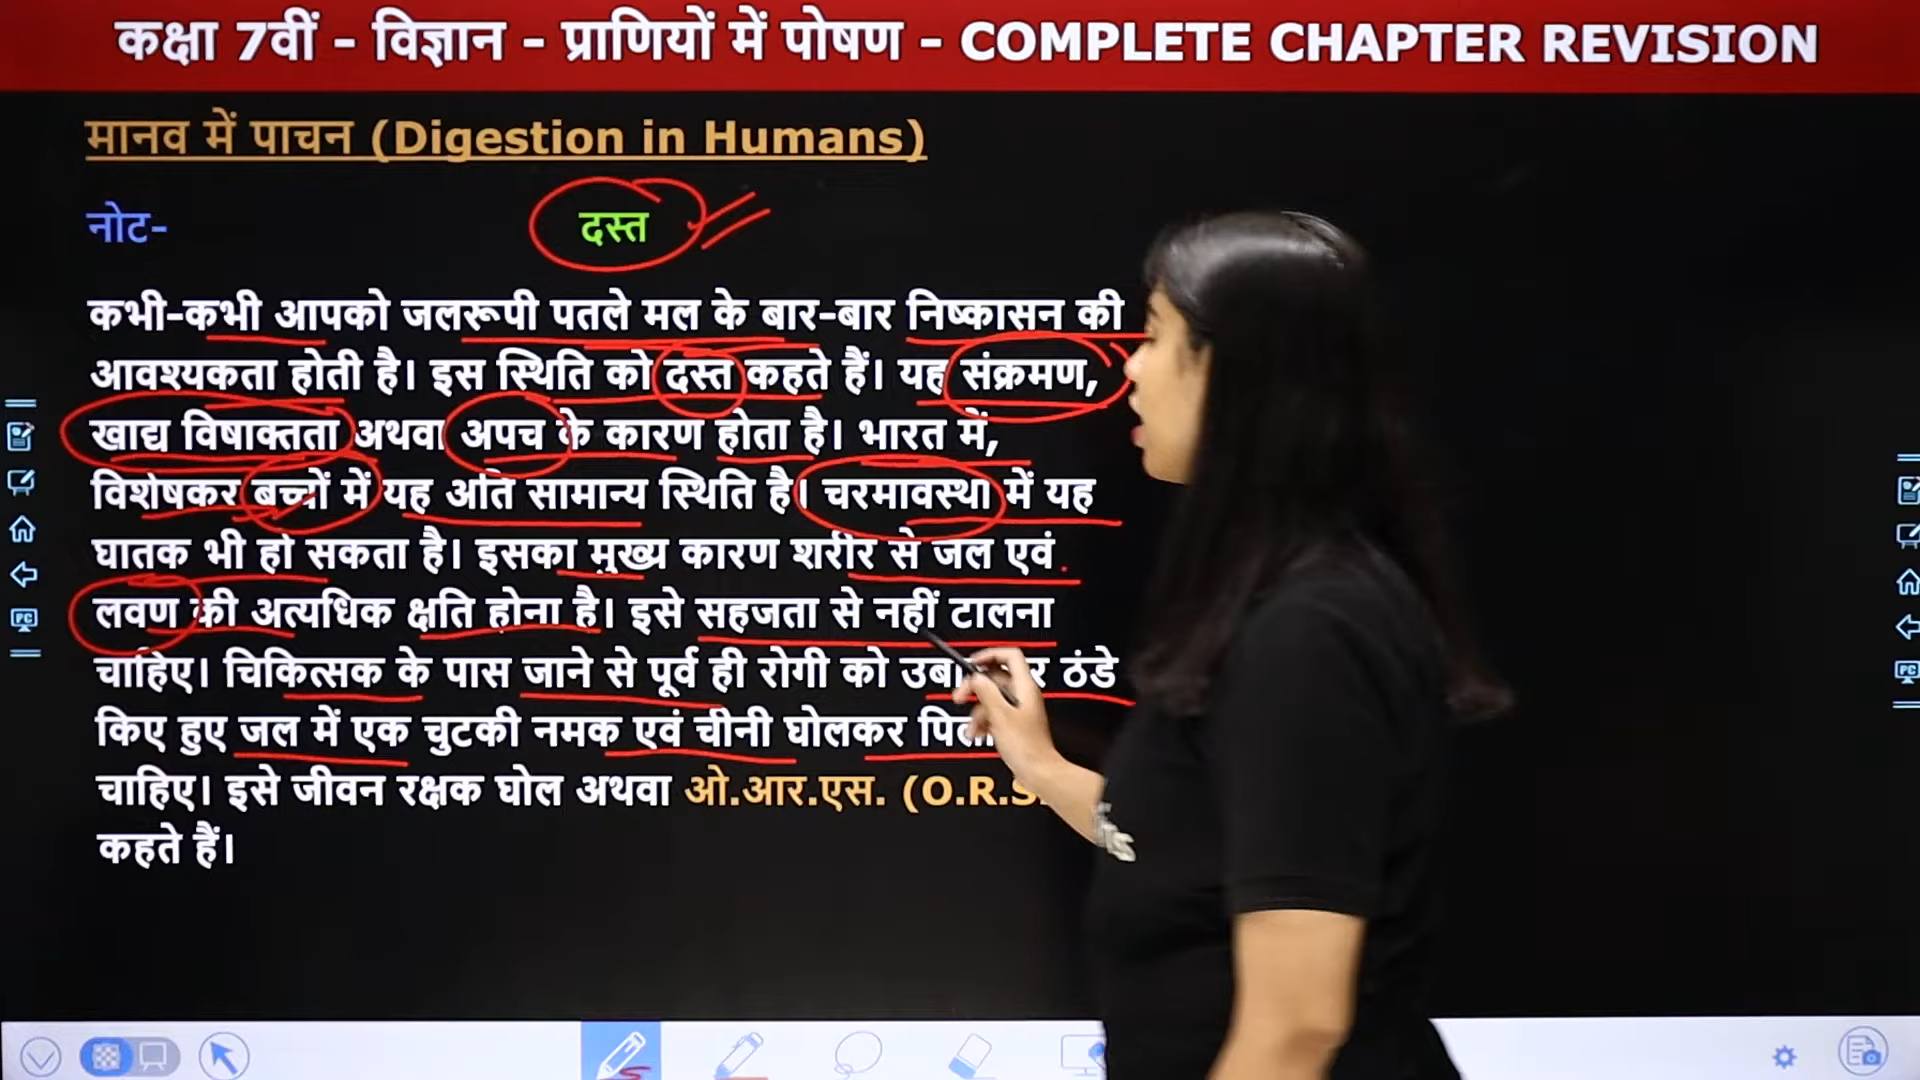 कक्षा 7वीं - विज्ञान - प्राणियों में पोषण - COMPLETE CHAPTER REVISION
मानव में पाचन (Digestion in Humans)
नोट-
दस्त
कभी-कभी आपको जलरूपी पतले मल के बार-बार निष्कासन की
आवश्यकता होती है। इस स्थिति को दस्त कहते हैं। यह संक्रमण,
खाद्य विषाक्तता अथवा अपच के कारण होता है। भारत में,
विशेषकर बच्चों में यह अति सामान्य स्थिति है। चरमावस्था में यह
घातक भी हो सकता है। इसका मुख्य कारण शरीर से जल एवं
लवण की अत्यधिक क्षति होना है। इसे सहजता से नहीं टालना
चाहिए। चिकित्सक के पास जाने से पूर्व ही रोगी को ठंडे
किए हुए जल में एक चुटकी नमक एवं चीनी घोलकर
चाहिए। इसे जीवन रक्षक घोल अथवा ओ.आर.एस. (O.R.S.
कहते हैं।
PC
PC